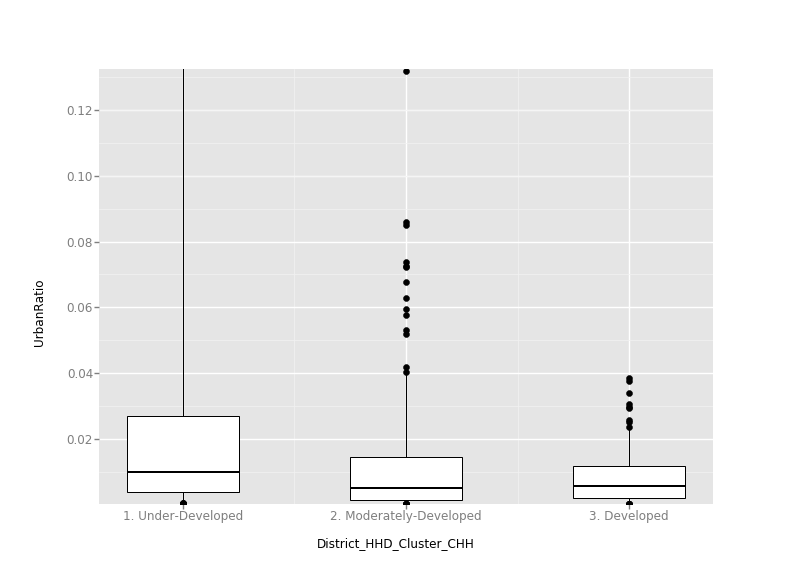 0.12
0.10
0.08
0.06
0.04
0.02
UrbanRatio
1. Under-Developed
2. Moderately-Developed
3. Developed
District_HHD_Cluster_CHH